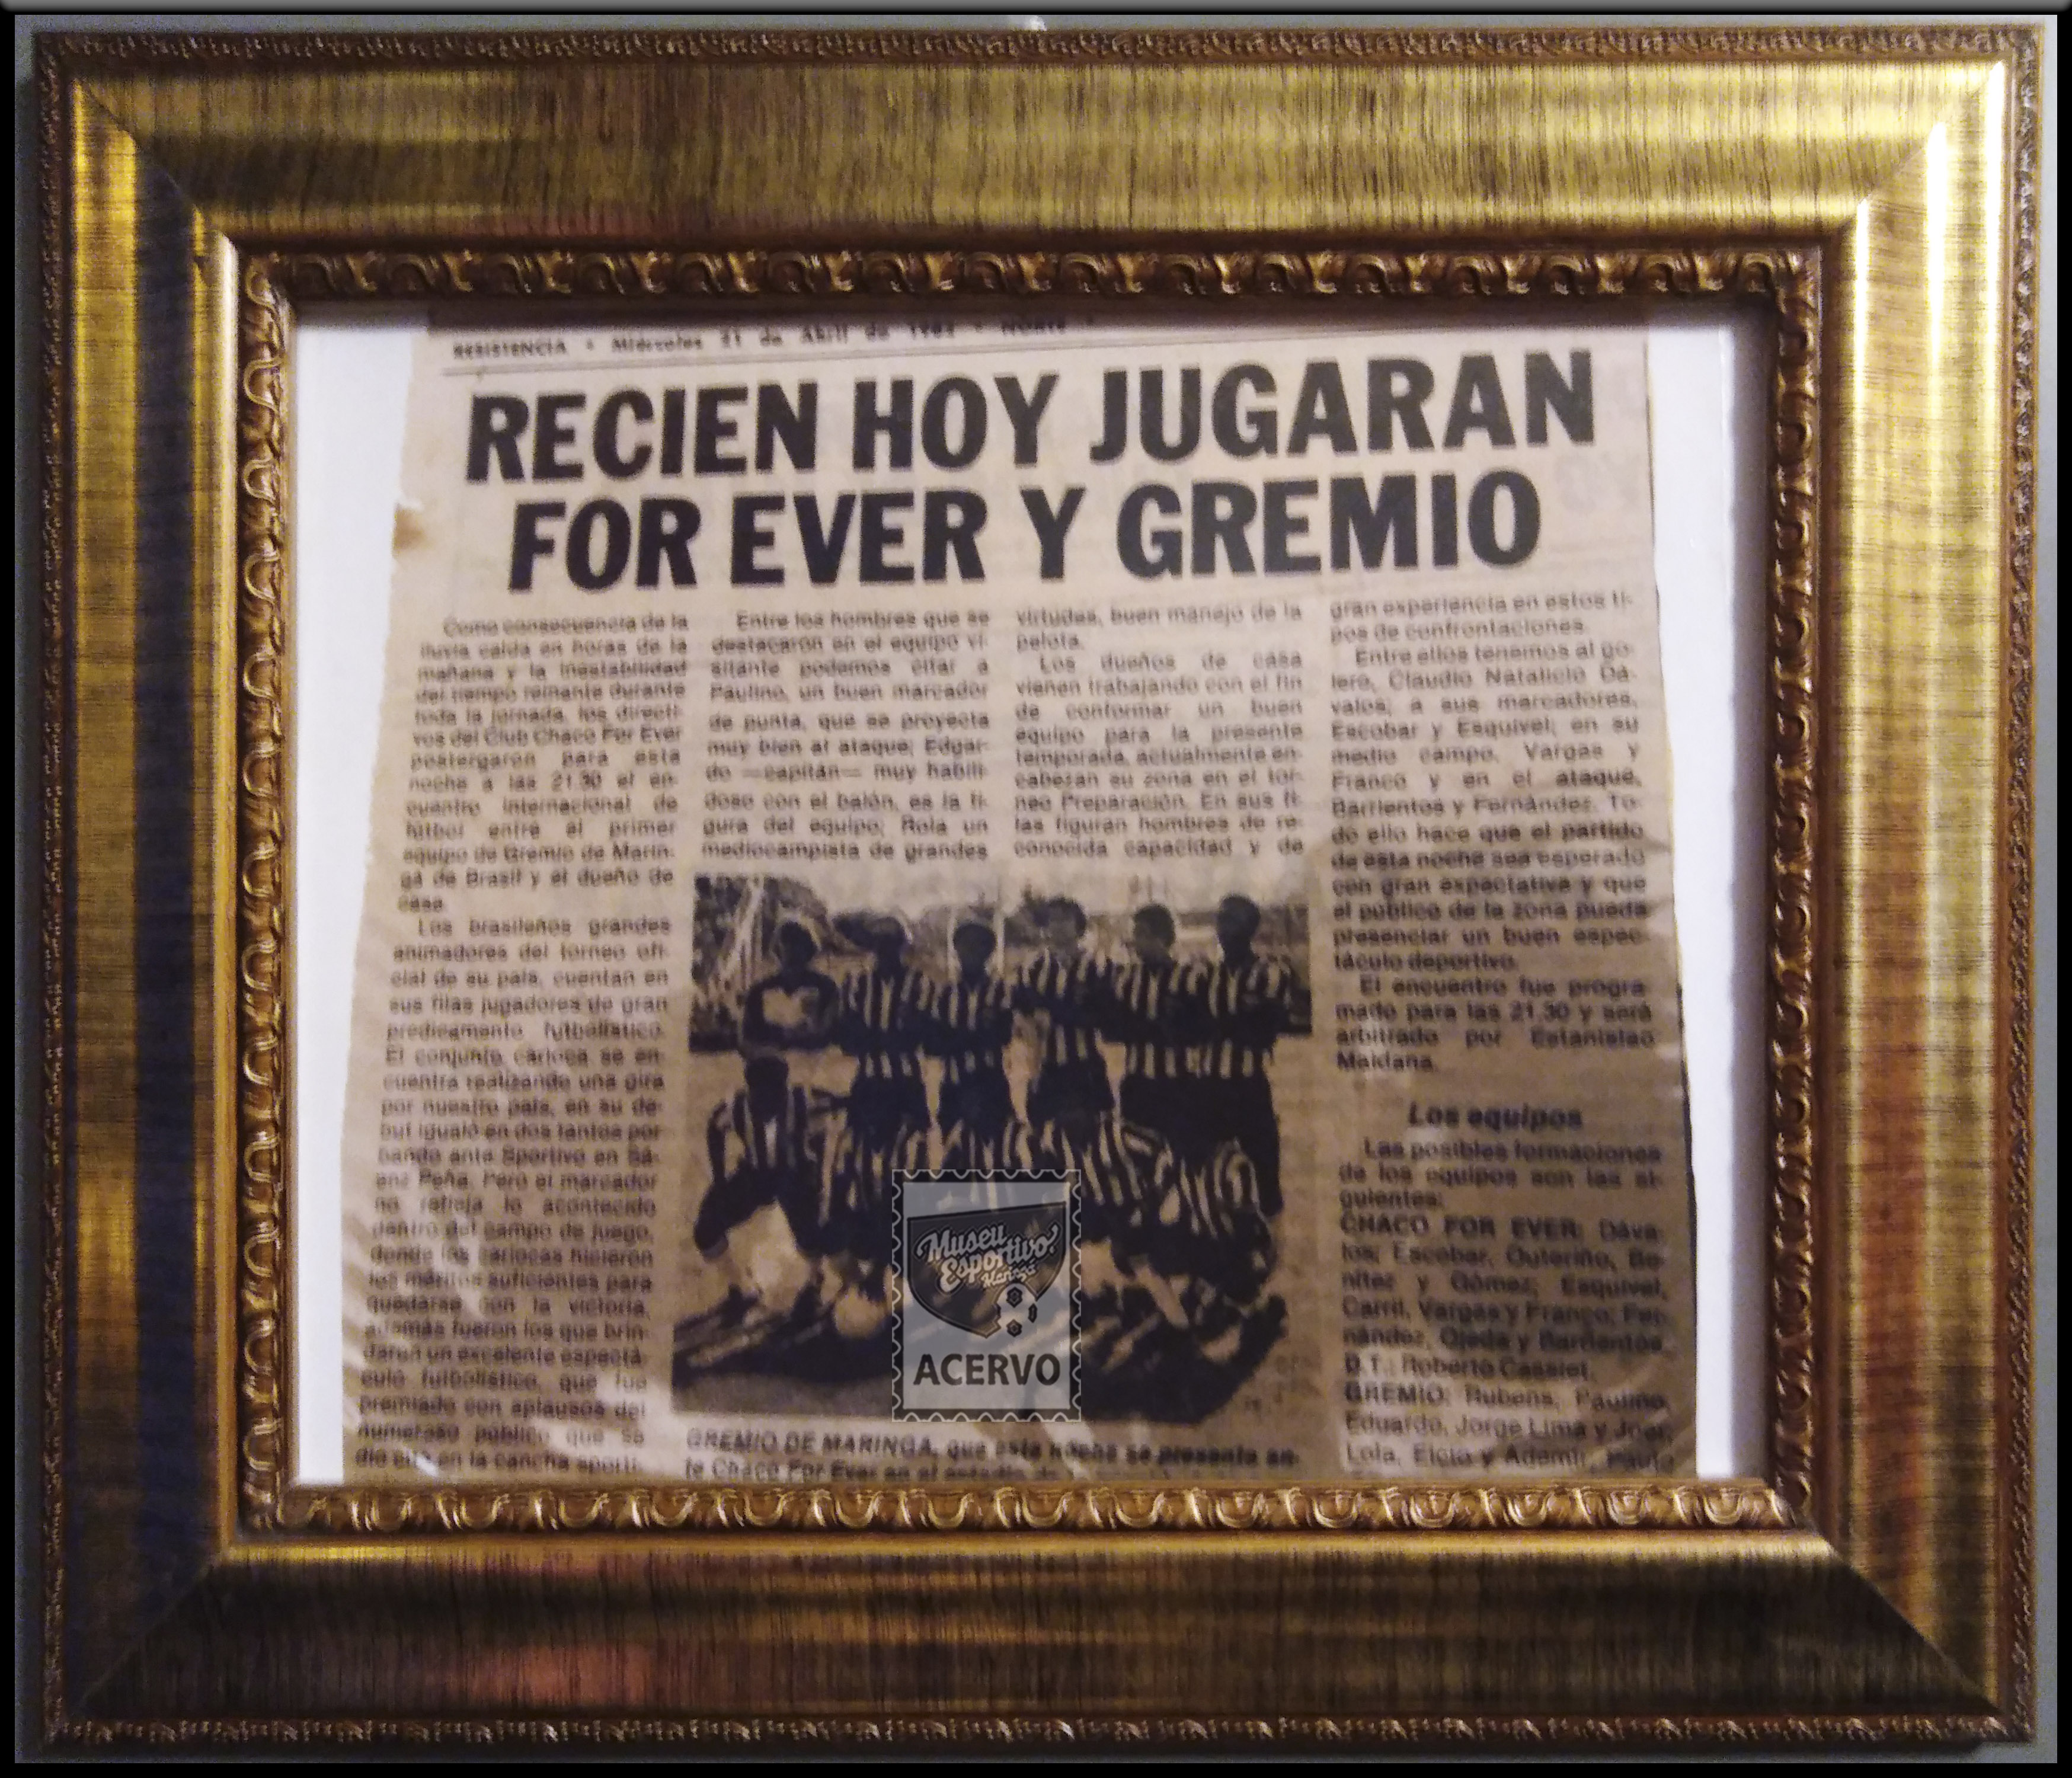 RESISTENCIA • Miércoles 21 de Abril de 1982 • NORTE
RECIEN HOY JUGARAN
FOR EVER Y GREMIO
Como consecuencia de la
lluvia caída en horas de la
mañana y la inestabilidad
del tiempo reinante durante
toda la jornada, los directi-
vos del Club Chaco For Ever
postergaron para esta
noche a las 21.30 el en-
cuentro internacional de
fútbol entre el primer
equipo de Gremio de Marin-
gá de Brasil y el dueño de
casa.
Los brasileños grandes
animadores del torneo ofi-
cial de su país, cuentan en
sus filas jugadores de gran
predicamento futbolístico.
El conjunto carioca se en-
cuentra realizando una gira
por nuestro país, en su de-
but igualó en dos tantos por
bando ante Sportivo en Sá-
enz Peña. Pero el marcador
no refleja lo acontecido
dentro del campo de juego,
donde los cariocas hicieron
los méritos suficientes para
quedarse con la victoria,
además fueron los que brin-
daron un excelente espectá-
culo futbolístico, que fue
premiado con aplausos del
numeroso público que se
dio cita en la cancha sporti-
Entre los hombres que se
destacaron en el equipo vi-
sitante podemos citar a
Paulino, un buen marcador
de punta, que se proyecta
muy bien al ataque; Edgar-
do —capitán— muy habili-
doso con el balón, es la fi-
gura del equipo; Rola un
mediocampista de grandes
virtudes, buen manejo de la
pelota.
Los dueños de casa
vienen trabajando con el fin
de conformar un buen
equipo para la presente
temporada, actualmente en-
cabezan su zona en el tor-
neo Preparación. En sus fi-
las figuran hombres de re-
conocida capacidad y de
gran experiencia en estos ti-
pos de confrontaciones.
Entre ellos tenemos al go-
lero, Claudio Natalicio Dá-
valos; a sus marcadores,
Escobar y Esquivel; en su
medio campo, Vargas y
Franco y en el ataque,
Barrientos y Fernández. To-
do ello hace que el partido
de esta noche sea esperado
con gran expectativa y que
el público de la zona pueda
presenciar un buen espec-
táculo deportivo.
El encuentro fue progra-
mado para las 21.30 y será
arbitrado por Estanislao
Maidana.
Los equipos
Las posibles formaciones
de los equipos son las si-
guientes:
CHACO FOR EVER: Dáva-
los; Escobar, Outeriño, Be-
nítez y Gómez; Esquivel,
Carril, Vargas y Franco; Fer-
nández, Ojeda y Barrientos.
D.T.: Roberto Casalet.
GREMIO: Rubens, Paulino,
Eduardo, Jorge Lima y Joer;
Lola, Elcio y Ademir, Paulo
GREMIO DE MARINGA, que esta noche se presenta an-
te Chaco For Ever en el estadio de
Museu
Esportivo!
Maringá
ACERVO